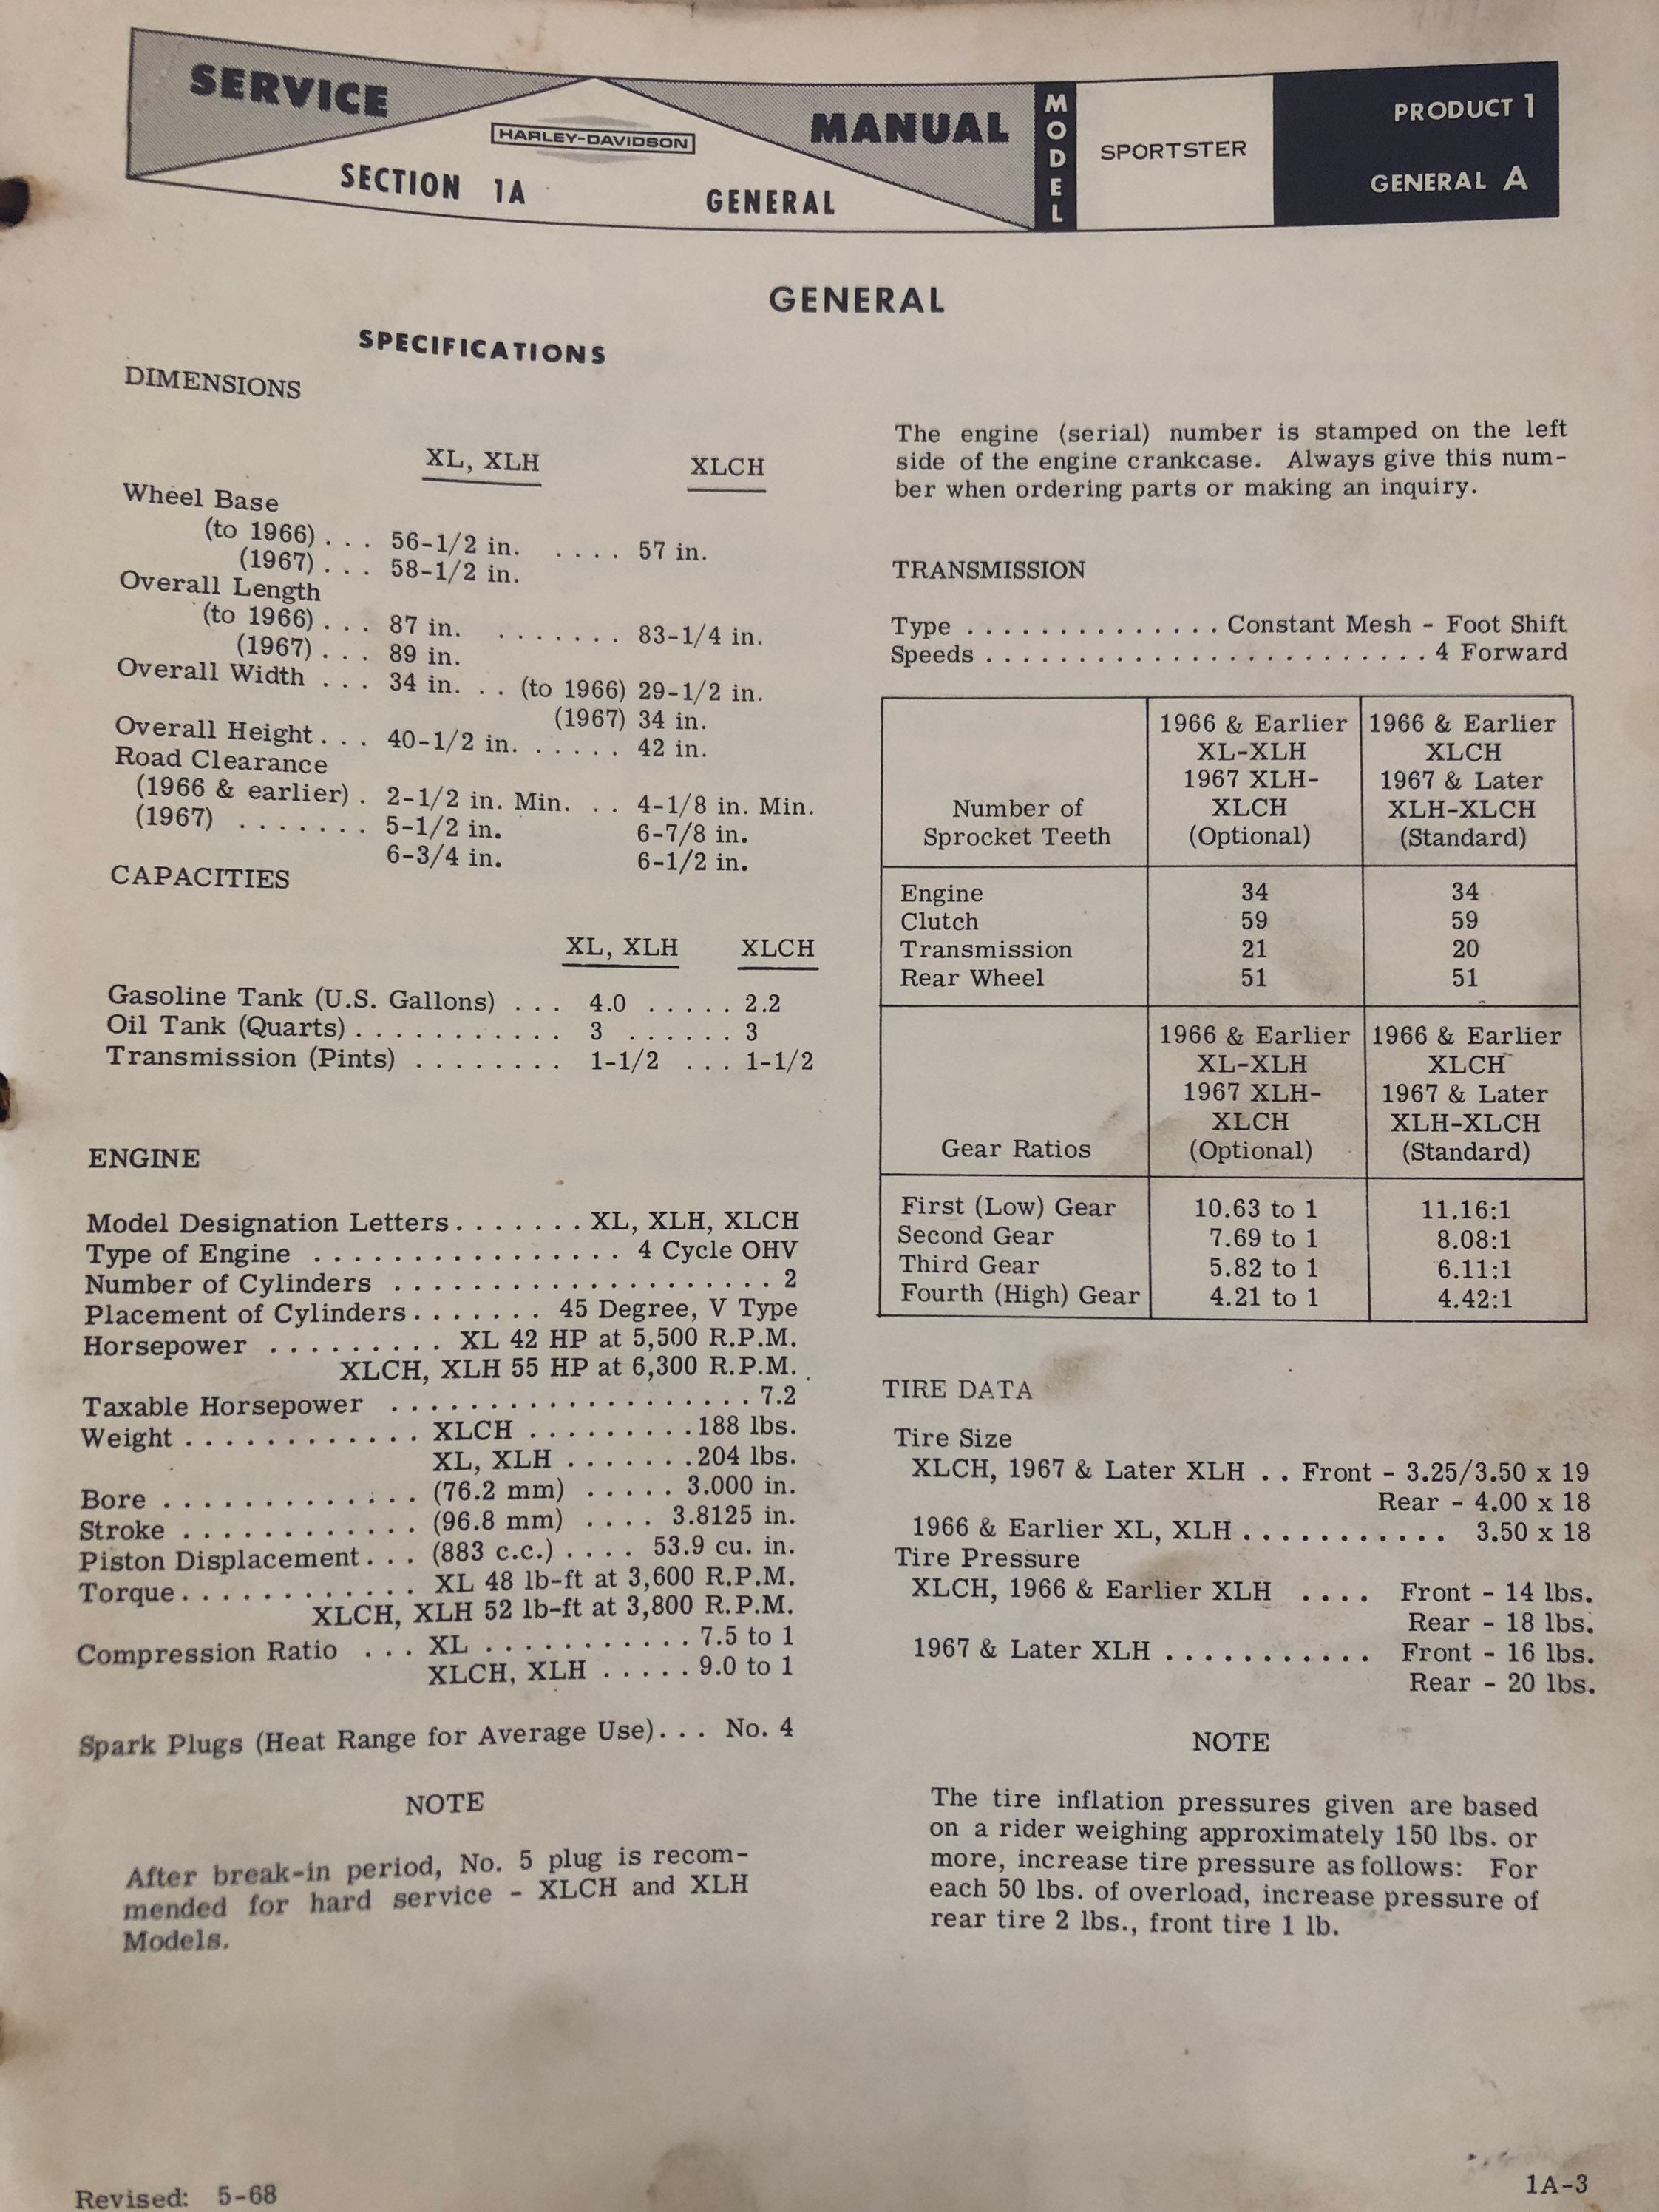 SERVICE
MANUAL
HARLEY-DAVIDSON
SECTION 1A
GENERAL
MODEL
SPORTSTER
PRODUCT 1
GENERAL A
GENERAL
SPECIFICATIONS
DIMENSIONS
XL, XLH XLCH
Wheel Base
(to 1966) . . . 56-1/2 in. . . . . 57 in.
(1967) . . . 58-1/2 in.
Overall Length
(to 1966) . . . 87 in. . . . . . . . 83-1/4 in.
(1967) . . . 89 in.
Overall Width . . . 34 in. . . (to 1966) 29-1/2 in.
(1967) 34 in.
Overall Height . . . 40-1/2 in. . . . . . 42 in.
Road Clearance
(1966 & earlier) . 2-1/2 in. Min. . . 4-1/8 in. Min.
(1967) . . . . . . . 5-1/2 in. 6-7/8 in.
6-3/4 in. 6-1/2 in.
CAPACITIES
XL, XLH XLCH
Gasoline Tank (U.S. Gallons) . . . 4.0 . . . . . 2.2
Oil Tank (Quarts) . . . . . . . . . . 3 . . . . . . 3
Transmission (Pints) . . . . . . . . 1-1/2 . . . 1-1/2
ENGINE
Model Designation Letters . . . . . . . XL, XLH, XLCH
Type of Engine . . . . . . . . . . . . . . . . 4 Cycle OHV
Number of Cylinders . . . . . . . . . . . . . . . . . . . . 2
Placement of Cylinders . . . . . . . 45 Degree, V Type
Horsepower . . . . . . . . . XL 42 HP at 5,500 R.P.M.
XLCH, XLH 55 HP at 6,300 R.P.M.
Taxable Horsepower . . . . . . . . . . . . . . . . . . . 7.2
Weight . . . . . . . . . . . . XLCH . . . . . . . . . 188 lbs.
XL, XLH . . . . . . . 204 lbs.
Bore . . . . . . . . . . . . . (76.2 mm) . . . . . 3.000 in.
Stroke . . . . . . . . . . . . (96.8 mm) . . . . 3.8125 in.
Piston Displacement . . . (883 c.c.) . . . . 53.9 cu. in.
Torque . . . . . . . . . . . . XL 48 lb-ft at 3,600 R.P.M.
XLCH, XLH 52 lb-ft at 3,800 R.P.M.
Compression Ratio . . . XL . . . . . . . . . . . 7.5 to 1
XLCH, XLH . . . . . 9.0 to 1
Spark Plugs (Heat Range for Average Use) . . . No. 4
NOTE
After break-in period, No. 5 plug is recom-
mended for hard service - XLCH and XLH
Models.
The engine (serial) number is stamped on the left
side of the engine crankcase. Always give this num-
ber when ordering parts or making an inquiry.
TRANSMISSION
Type . . . . . . . . . . . . . . Constant Mesh - Foot Shift
Speeds . . . . . . . . . . . . . . . . . . . . . . . . 4 Forward
1966 & Earlier 1966 & Earlier
XL-XLH XLCH
1967 XLH- 1967 & Later
Number of XLCH XLH-XLCH
Sprocket Teeth (Optional) (Standard)
Engine 34 34
Clutch 59 59
Transmission 21 20
Rear Wheel 51 51
1966 & Earlier 1966 & Earlier
XL-XLH XLCH
1967 XLH- 1967 & Later
XLCH XLH-XLCH
Gear Ratios (Optional) (Standard)
First (Low) Gear 10.63 to 1 11.16:1
Second Gear 7.69 to 1 8.08:1
Third Gear 5.82 to 1 6.11:1
Fourth (High) Gear 4.21 to 1 4.42:1
TIRE DATA
Tire Size
XLCH, 1967 & Later XLH . . Front - 3.25/3.50 x 19
Rear - 4.00 x 18
1966 & Earlier XL, XLH . . . . . . . . . . . 3.50 x 18
Tire Pressure
XLCH, 1966 & Earlier XLH . . . . Front - 14 lbs.
Rear - 18 lbs.
1967 & Later XLH . . . . . . . . . . . Front - 16 lbs.
Rear - 20 lbs.
NOTE
The tire inflation pressures given are based
on a rider weighing approximately 150 lbs. or
more, increase tire pressure as follows: For
each 50 lbs. of overload, increase pressure of
rear tire 2 lbs., front tire 1 lb.
Revised: 5-68
1A-3